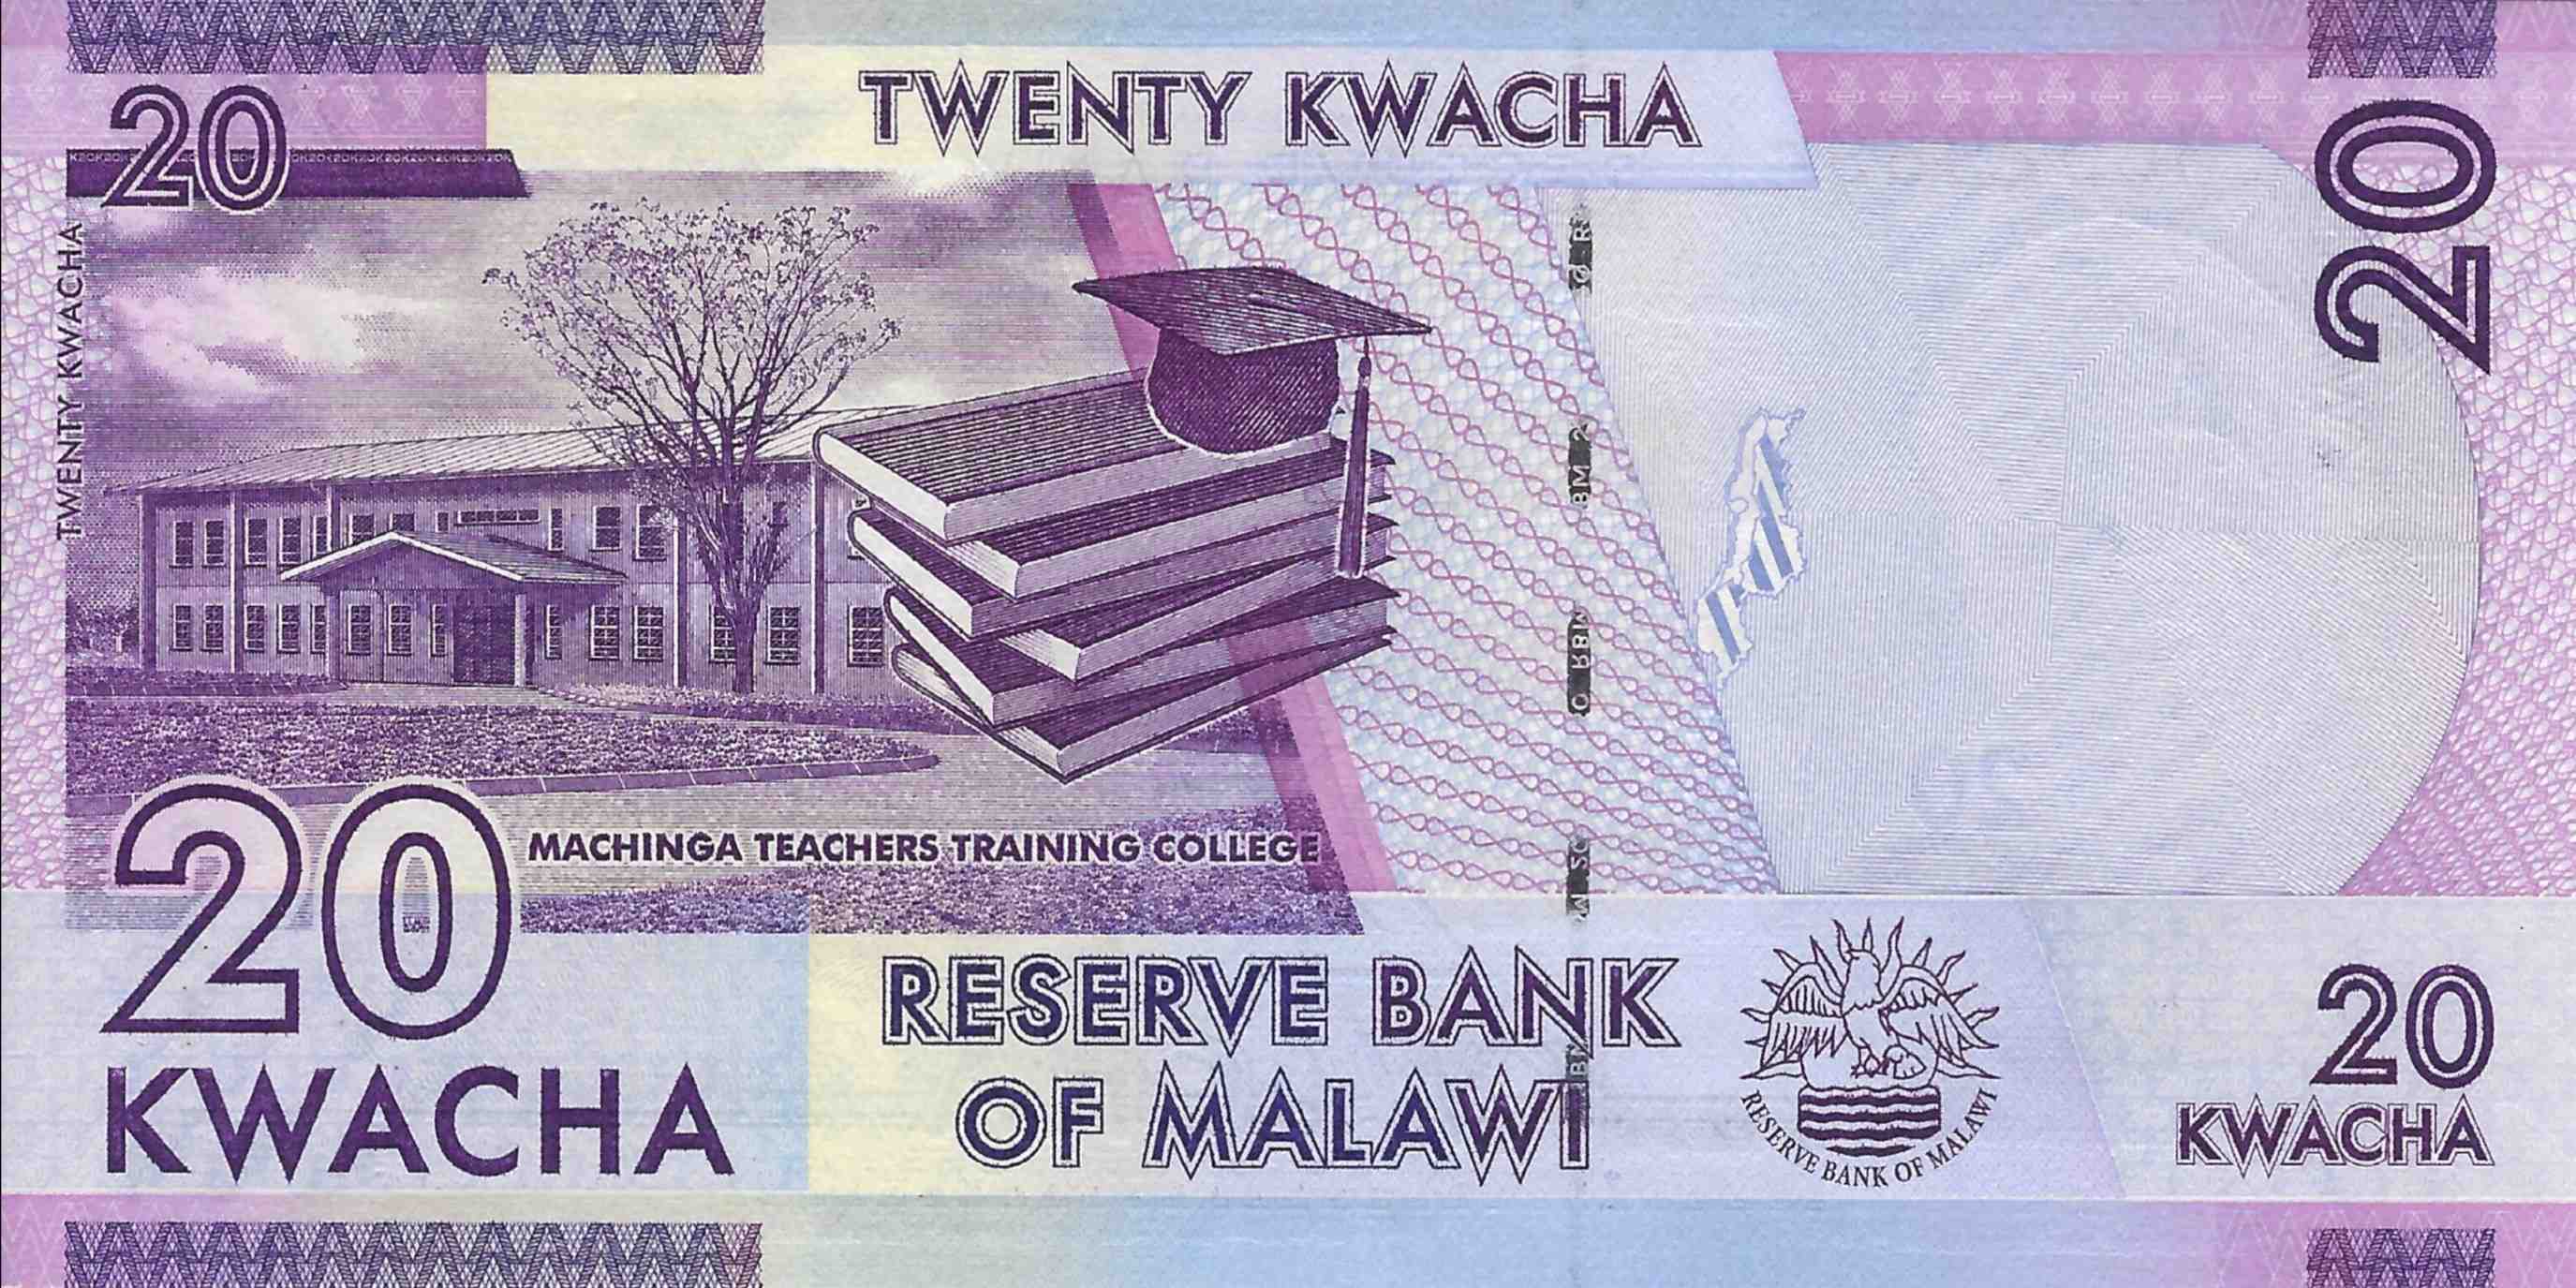 TWENTY KWACHA
20
20
TWENTY KWACHA
MACHINGA TEACHERS TRAINING COLLEGE
20
KWACHA
RESERVE BANK
OF MALAWI
RESERVE BANK OF MALAWI
20
KWACHA